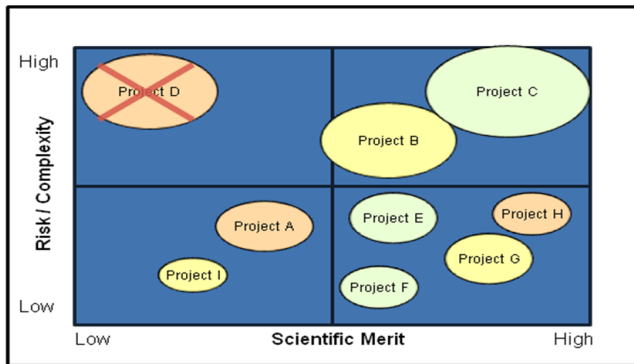 High
Project D
Project C
Project B
Risk / Complexity
Project A
Project E
Project H
Project G
Project I
Project F
Low
Low
Scientific Merit
High